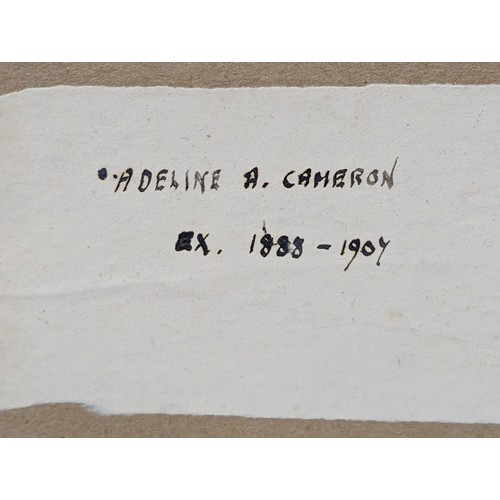 ADELINE A. CAMERON
EX. 1888 - 1907